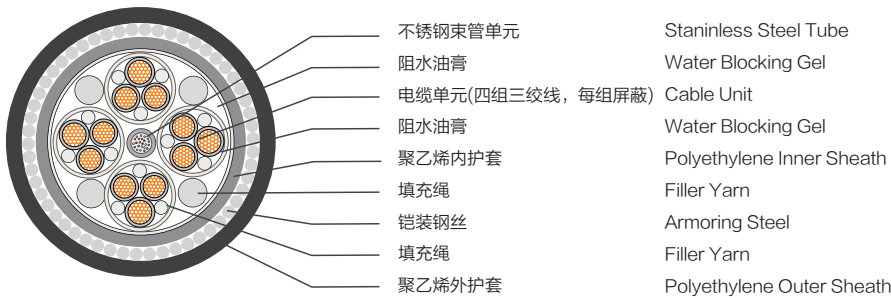 不锈钢束管单元 Staninless Steel Tube
阻水油膏 Water Blocking Gel
电缆单元(四组三绞线，每组屏蔽) Cable Unit
阻水油膏 Water Blocking Gel
聚乙烯内护套 Polyethylene Inner Sheath
填充绳 Filler Yarn
铠装钢丝 Armoring Steel
填充绳 Filler Yarn
聚乙烯外护套 Polyethylene Outer Sheath